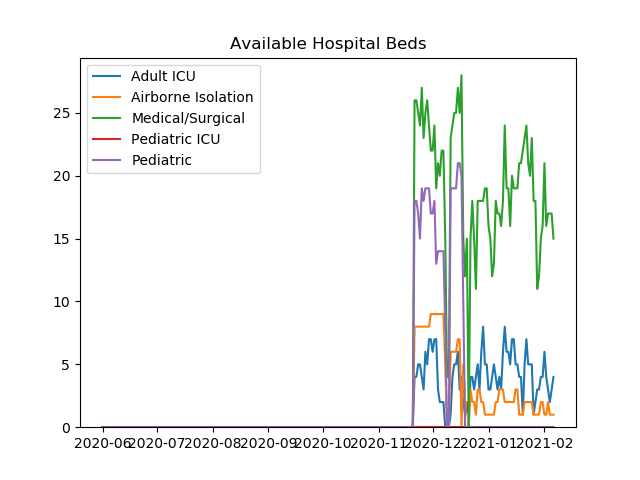 Available Hospital Beds
Adult ICU
Airborne Isolation
Medical/Surgical
Pediatric ICU
Pediatric
25
20
15
10
5
0
2020-06 2020-07 2020-08 2020-09 2020-10 2020-11 2020-12 2021-01 2021-02